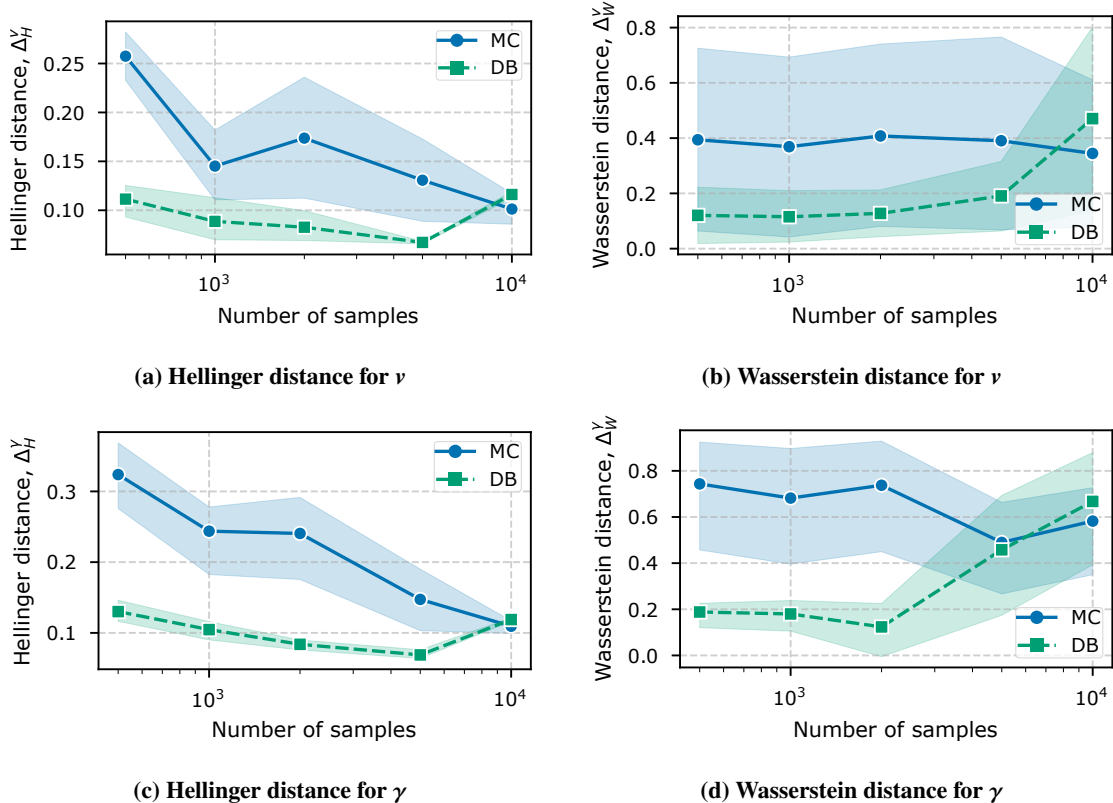 Hellinger distance, Δ_H^ν
0.25
0.20
0.15
0.10
MC
DB
10^3
10^4
Number of samples
(a) Hellinger distance for ν
Wasserstein distance, Δ_W^ν
0.8
0.6
0.4
0.2
0.0
MC
DB
10^3
10^4
Number of samples
(b) Wasserstein distance for ν
Hellinger distance, Δ_H^γ
0.3
0.2
0.1
MC
DB
10^3
10^4
Number of samples
(c) Hellinger distance for γ
Wasserstein distance, Δ_W^γ
0.8
0.6
0.4
0.2
0.0
MC
DB
10^3
10^4
Number of samples
(d) Wasserstein distance for γ